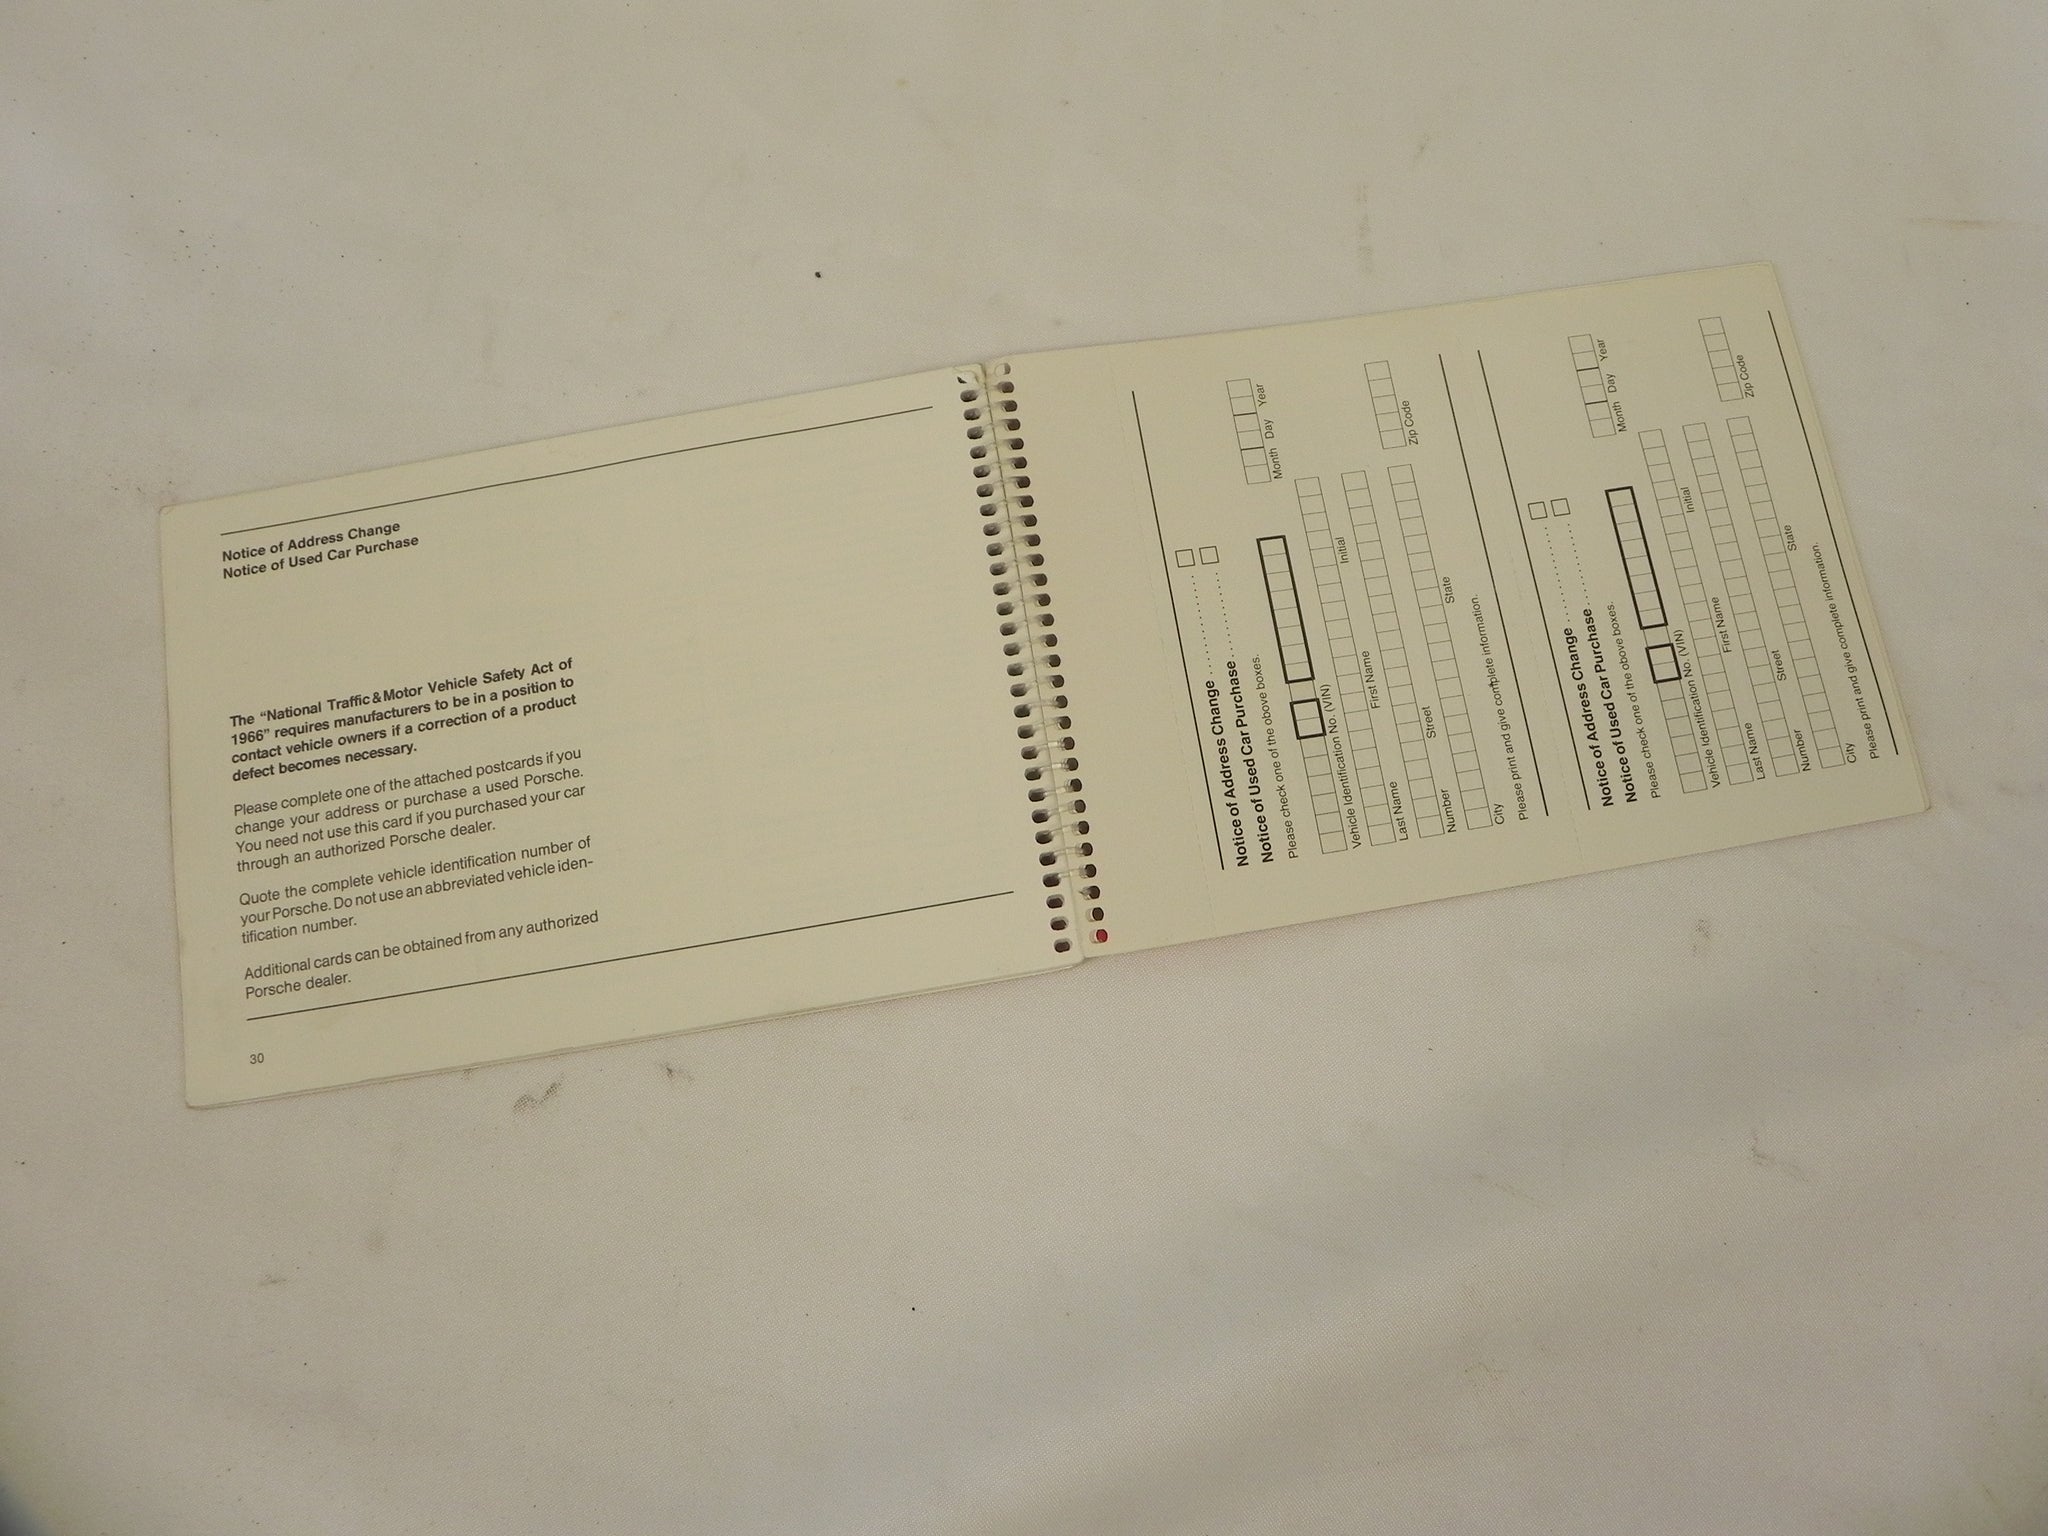 Notice of Address Change
Notice of Used Car Purchase
The “National Traffic & Motor Vehicle Safety Act of
1966” requires manufacturers to be in a position to
contact vehicle owners if a correction of a product
defect becomes necessary.
Please complete one of the attached postcards if you
change your address or purchase a used Porsche.
You need not use this card if you purchased your car
through an authorized Porsche dealer.
Quote the complete vehicle identification number of
your Porsche. Do not use an abbreviated vehicle iden-
tification number.
Additional cards can be obtained from any authorized
Porsche dealer.
30
Notice of Address Change . . . . . . . . . . . . .
Notice of Used Car Purchase . . . . . . . . . . .
Please check one of the above boxes.
Month Day Year
Vehicle Identification No. (VIN)
Last Name First Name Initial
Number Street
City State Zip Code
Please print and give complete information.
Notice of Address Change . . . . . . . . . . . . .
Notice of Used Car Purchase . . . . . . . . . . .
Please check one of the above boxes.
Month Day Year
Vehicle Identification No. (VIN)
Last Name First Name Initial
Number Street
City State Zip Code
Please print and give complete information.